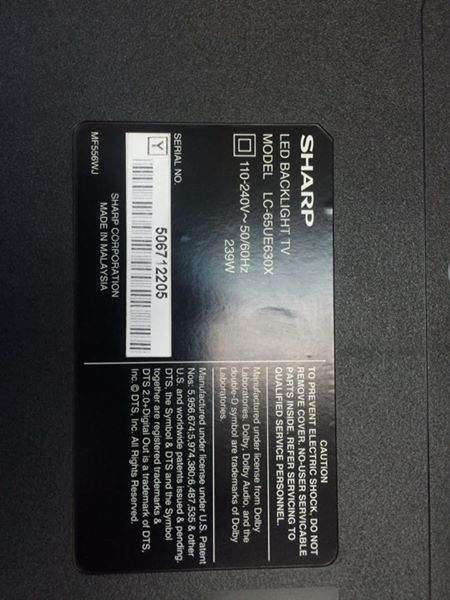 SHARP
LED BACKLIGHT TV
MODEL LC-65UE630X
110-240V~ 50/60Hz
239W
SERIAL NO.
Y
506712205
SHARP CORPORATION
MADE IN MALAYSIA
MF556WJ
CAUTION
TO PREVENT ELECTRIC SHOCK, DO NOT
REMOVE COVER. NO USER SERVICABLE
PARTS INSIDE. REFER SERVICING TO
QUALIFIED SERVICE PERSONNEL.
Manufactured under license from Dolby
Laboratories. Dolby, Dolby Audio, and the
double-D symbol are trademarks of Dolby
Laboratories.
Manufactured under license under U.S. Patent
Nos: 5,956,674;5,974,380;6,487,535 & other
U.S. and worldwide patents issued & pending.
DTS, the Symbol & DTS and the Symbol
together are registered trademarks &
DTS 2.0+Digital Out is a trademark of DTS,
Inc.© DTS, Inc. All Rights Reserved.